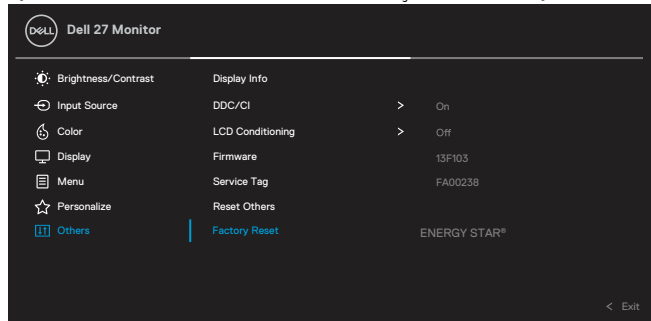 DELL Dell 27 Monitor
Brightness/Contrast Display Info
Input Source DDC/CI > On
Color LCD Conditioning > Off
Display Firmware 13F103
Menu Service Tag FA00238
Personalize Reset Others
Others Factory Reset ENERGY STAR®
< Exit